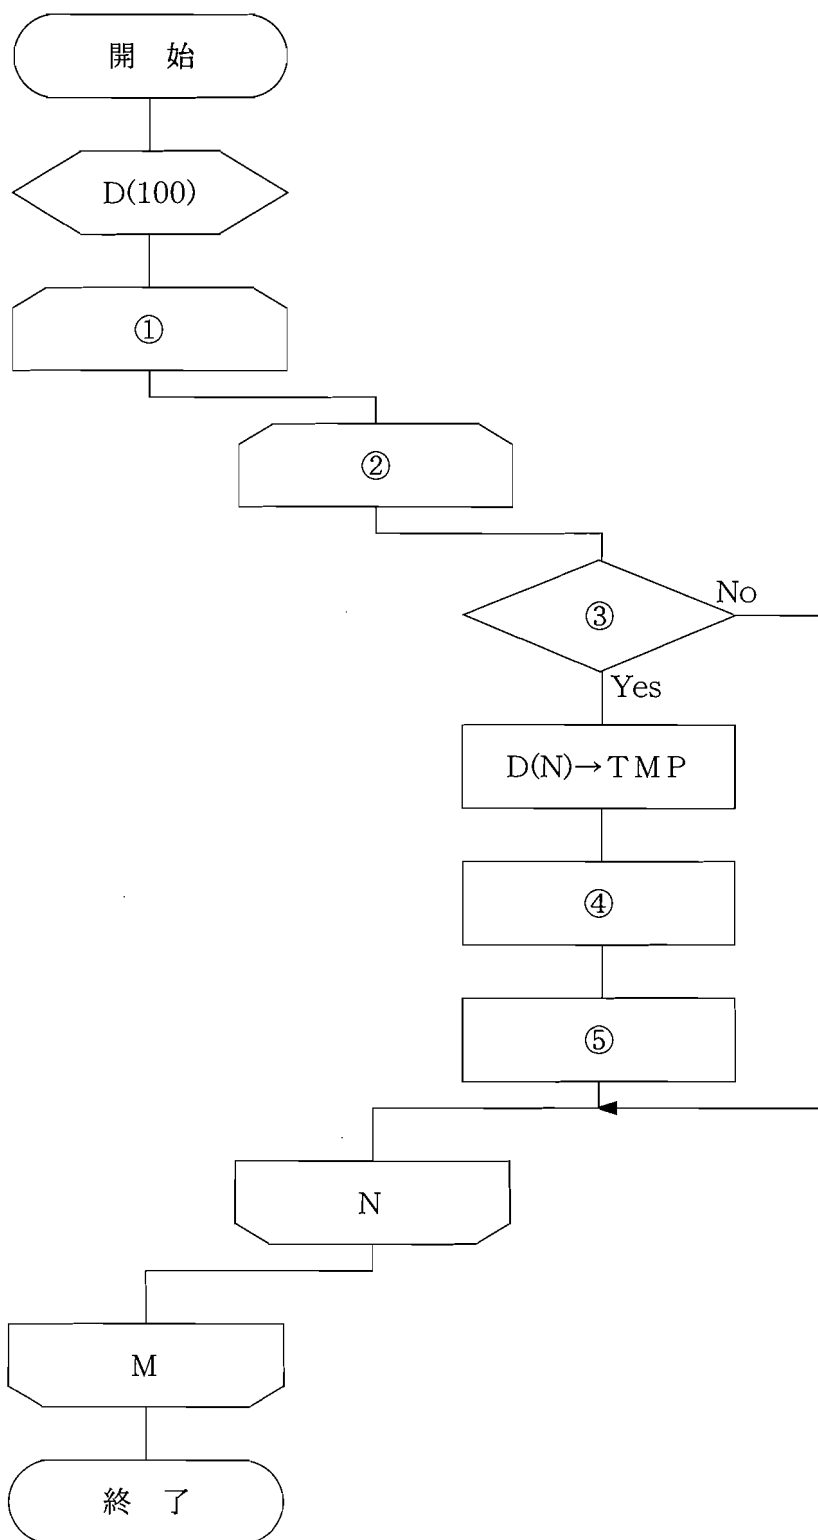 開 始
D(100)
①
②
③
No
Yes
D(N)→TMP
④
⑤
N
M
終 了